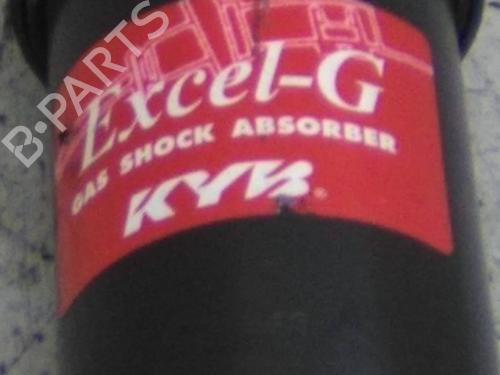 B-PARTS
Excel-G
GAS SHOCK ABSORBER
KYB®